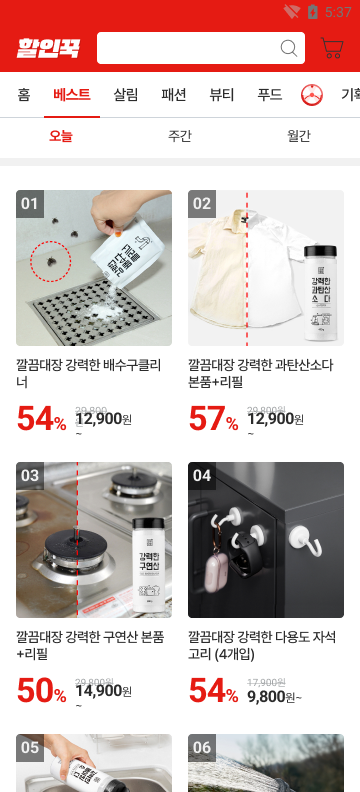 5:37
할인꾹
홈 베스트 살림 패션 뷰티 푸드
오늘 주간 월간
01
02
강력한
과탄산
소다
깔끔대장 강력한 배수구클리
너
깔끔대장 강력한 과탄산소다
본품+리필
54%
29,800
원
12,900원
~
57%
29,800원
12,900원
~
03
강력한
구연산
04
깔끔대장 강력한 구연산 본품
+리필
깔끔대장 강력한 다용도 자석
고리 (4개입)
50%
29,800원
14,900원
~
54%
17,900원
9,800원~
05
06